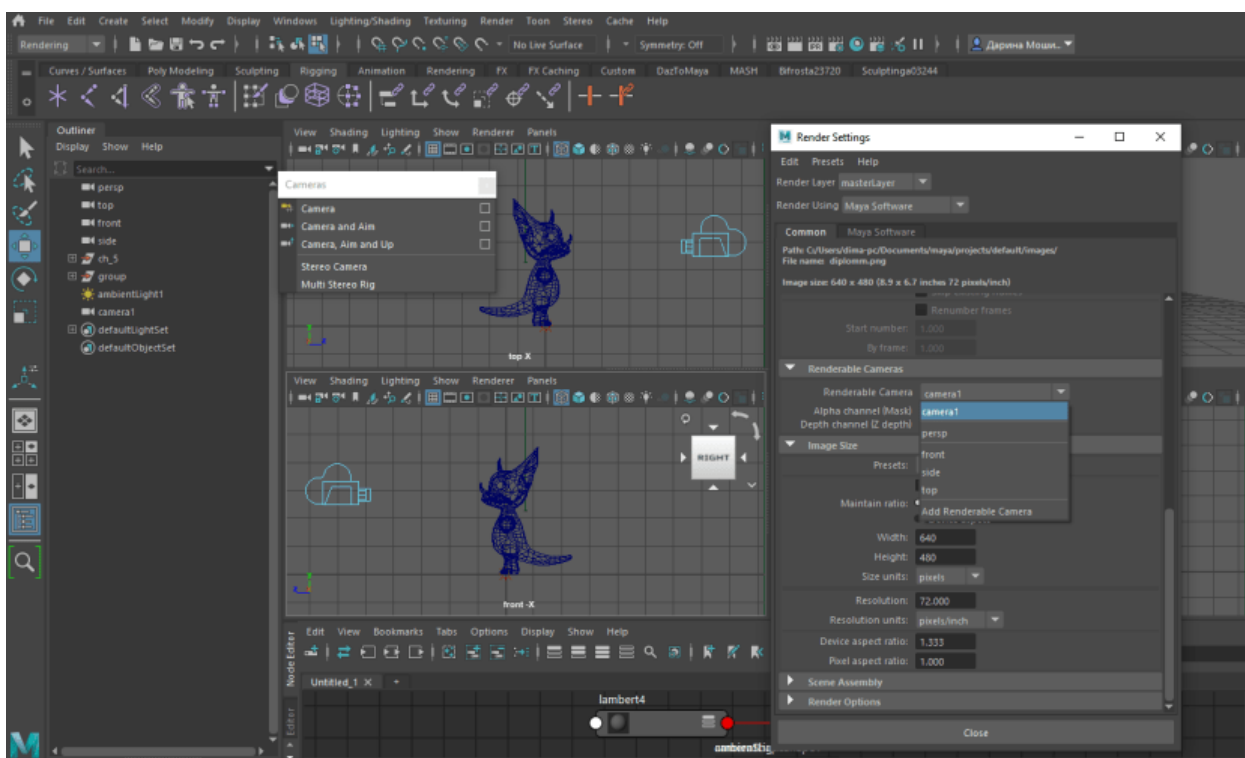 File Edit Create Select Modify Display Windows Lighting/Shading Texturing Render Toon Stereo Cache Help
Rendering No Live Surface Symmetry: Off Дарина Моши..
Curves / Surfaces Poly Modeling Sculpting Rigging Animation Rendering FX FX Caching Custom DazToMaya MASH Bifrosta23720 Sculptinga03244
Outliner
Display Show Help
Search...
persp
top
front
side
ch_5
group
ambientLight1
camera1
defaultLightSet
defaultObjectSet
View Shading Lighting Show Renderer Panels
Cameras
Camera
Camera and Aim
Camera, Aim and Up
Stereo Camera
Multi Stereo Rig
top X
View Shading Lighting Show Renderer Panels
RIGHT
front -X
Node Editor
Editor
Edit View Bookmarks Tabs Options Display Show Help
Untitled_1
lambert4
Render Settings
Edit Presets Help
Render Layer masterLayer
Render Using Maya Software
Common Maya Software
Path: C:/Users/dima-pc/Documents/maya/projects/default/images/
File name: diplomm.png
Image size: 640 x 480 (8.9 x 6.7 inches 72 pixels/inch)
Renumber frames
Start number: 1.000
By frame: 1.000
Renderable Cameras
Renderable Camera camera1
Alpha channel (Mask)
Depth channel (Z depth)
camera1
persp
front
side
top
Add Renderable Camera
Image Size
Presets:
Maintain ratio:
Width: 640
Height: 480
Size units: pixels
Resolution: 72.000
Resolution units: pixels/inch
Device aspect ratio: 1.333
Pixel aspect ratio: 1.000
Scene Assembly
Render Options
Close